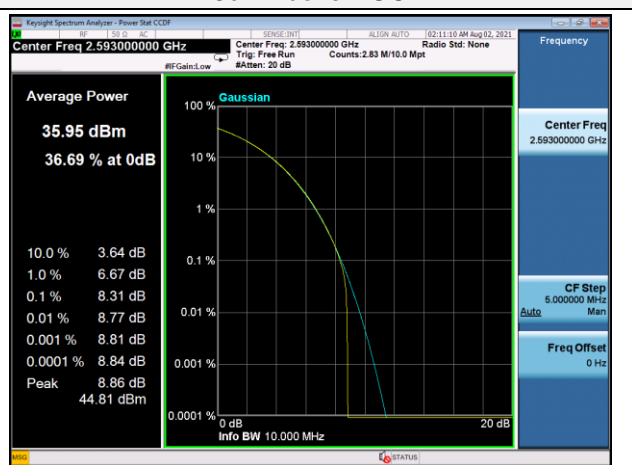 Keysight Spectrum Analyzer - Power Stat CCDF
RF 50 Ω AC SENSE:INT ALIGN AUTO 02:11:10 AM Aug 02, 2021
Center Freq 2.593000000 GHz
Center Freq: 2.593000000 GHz Radio Std: None
Trig: Free Run Counts:2.83 M/10.0 Mpt
#IFGain:Low #Atten: 20 dB
Frequency
Average Power
35.95 dBm
36.69 % at 0dB
10.0 % 3.64 dB
1.0 % 6.67 dB
0.1 % 8.31 dB
0.01 % 8.77 dB
0.001 % 8.81 dB
0.0001 % 8.84 dB
Peak 8.86 dB
44.81 dBm
Gaussian
100 %
10 %
1 %
0.1 %
0.01 %
0.001 %
0.0001 %
0 dB 20 dB
Info BW 10.000 MHz
Center Freq
2.593000000 GHz
CF Step
5.000000 MHz
Auto Man
Freq Offset
0 Hz
MSG STATUS